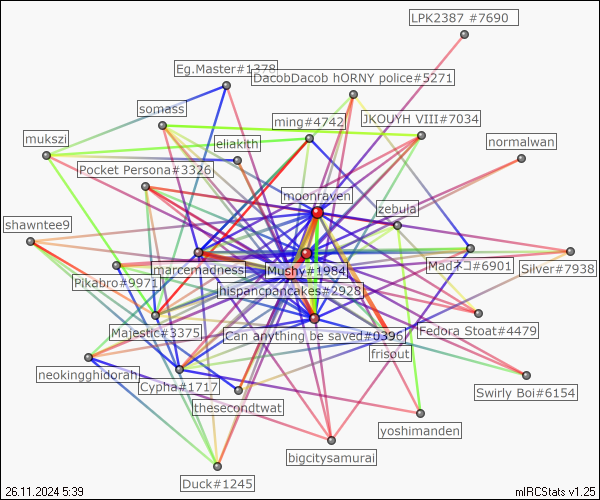 LPK2387 #7690
Eg.Master#1378
DacobDacob hORNY police#5271
somass
ming#4742
JKOUYH VIII#7034
mukszi
eliakith
normalwan
Pocket Persona#3326
moonraven
zebula
shawntee9
marcemadness
Mushy#1984
Madネコ#6901
Silver#7938
Pikabro#9971
hispancpancakes#2928
Majestic#3375
Can anything be saved#0396
Fedora Stoat#4479
frisout
neokingghidorah
Cypha#1717
Swirly Boi#6154
thesecondtwat
yoshimanden
bigcitysamurai
Duck#1245
26.11.2024 5:39
mIRCStats v1.25